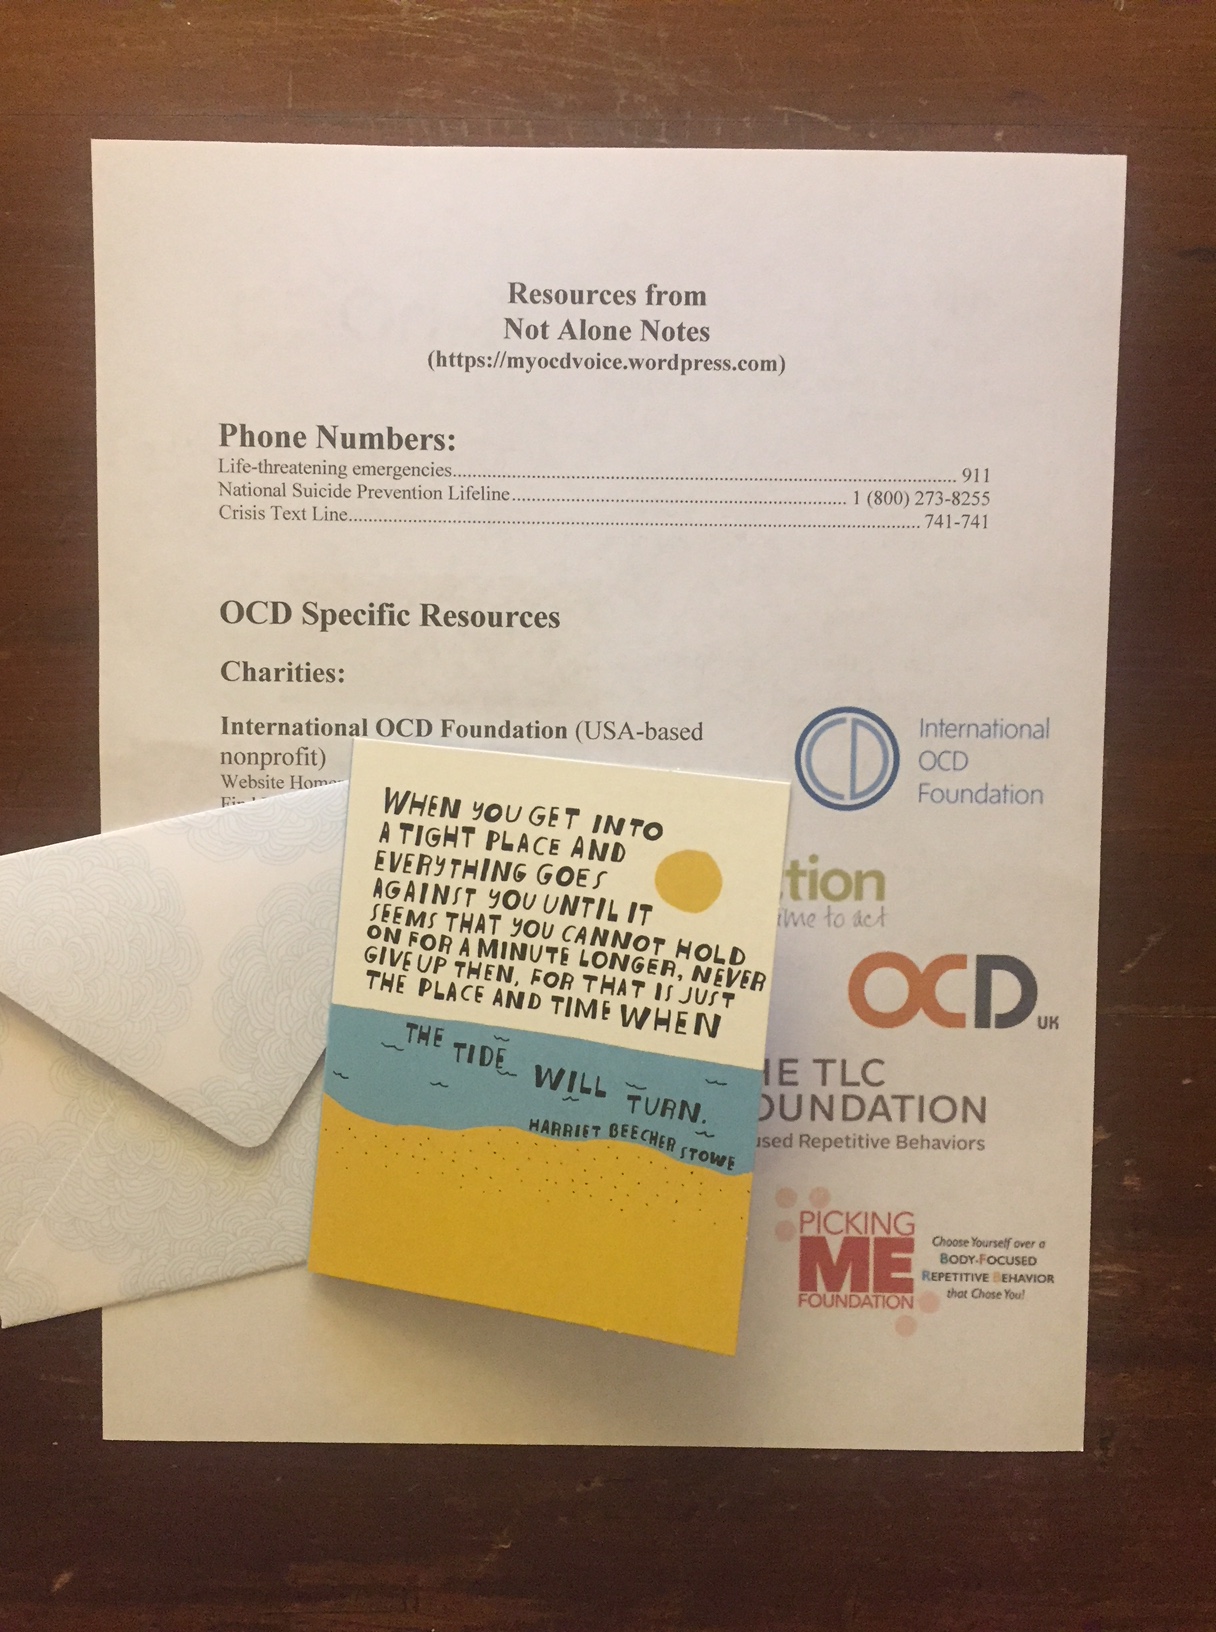 Resources from
Not Alone Notes
(https://myocdvoice.wordpress.com)
Phone Numbers:
Life-threatening emergencies............ 911
National Suicide Prevention Lifeline............ 1 (800) 273-8255
Crisis Text Line............ 741-741
OCD Specific Resources
Charities:
International OCD Foundation (USA-based
nonprofit)
Website
International
OCD
Foundation
WHEN YOU GET INTO
A TIGHT PLACE AND
EVERYTHING GOES
AGAINST YOU UNTIL IT
SEEMS THAT YOU CANNOT HOLD
ON FOR A MINUTE LONGER, NEVER
GIVE UP THEN, FOR THAT IS JUST
THE PLACE AND TIME WHEN
THE TIDE WILL TURN.
HARRIET BEECHER STOWE
tion
to act
OCD
UK
TLC
OUNDATION
Repetitive Behaviors
PICKING
ME
FOUNDATION
Choose Yourself over a
BODY-FOCUSED
REPETITIVE BEHAVIOR
that Chose You!